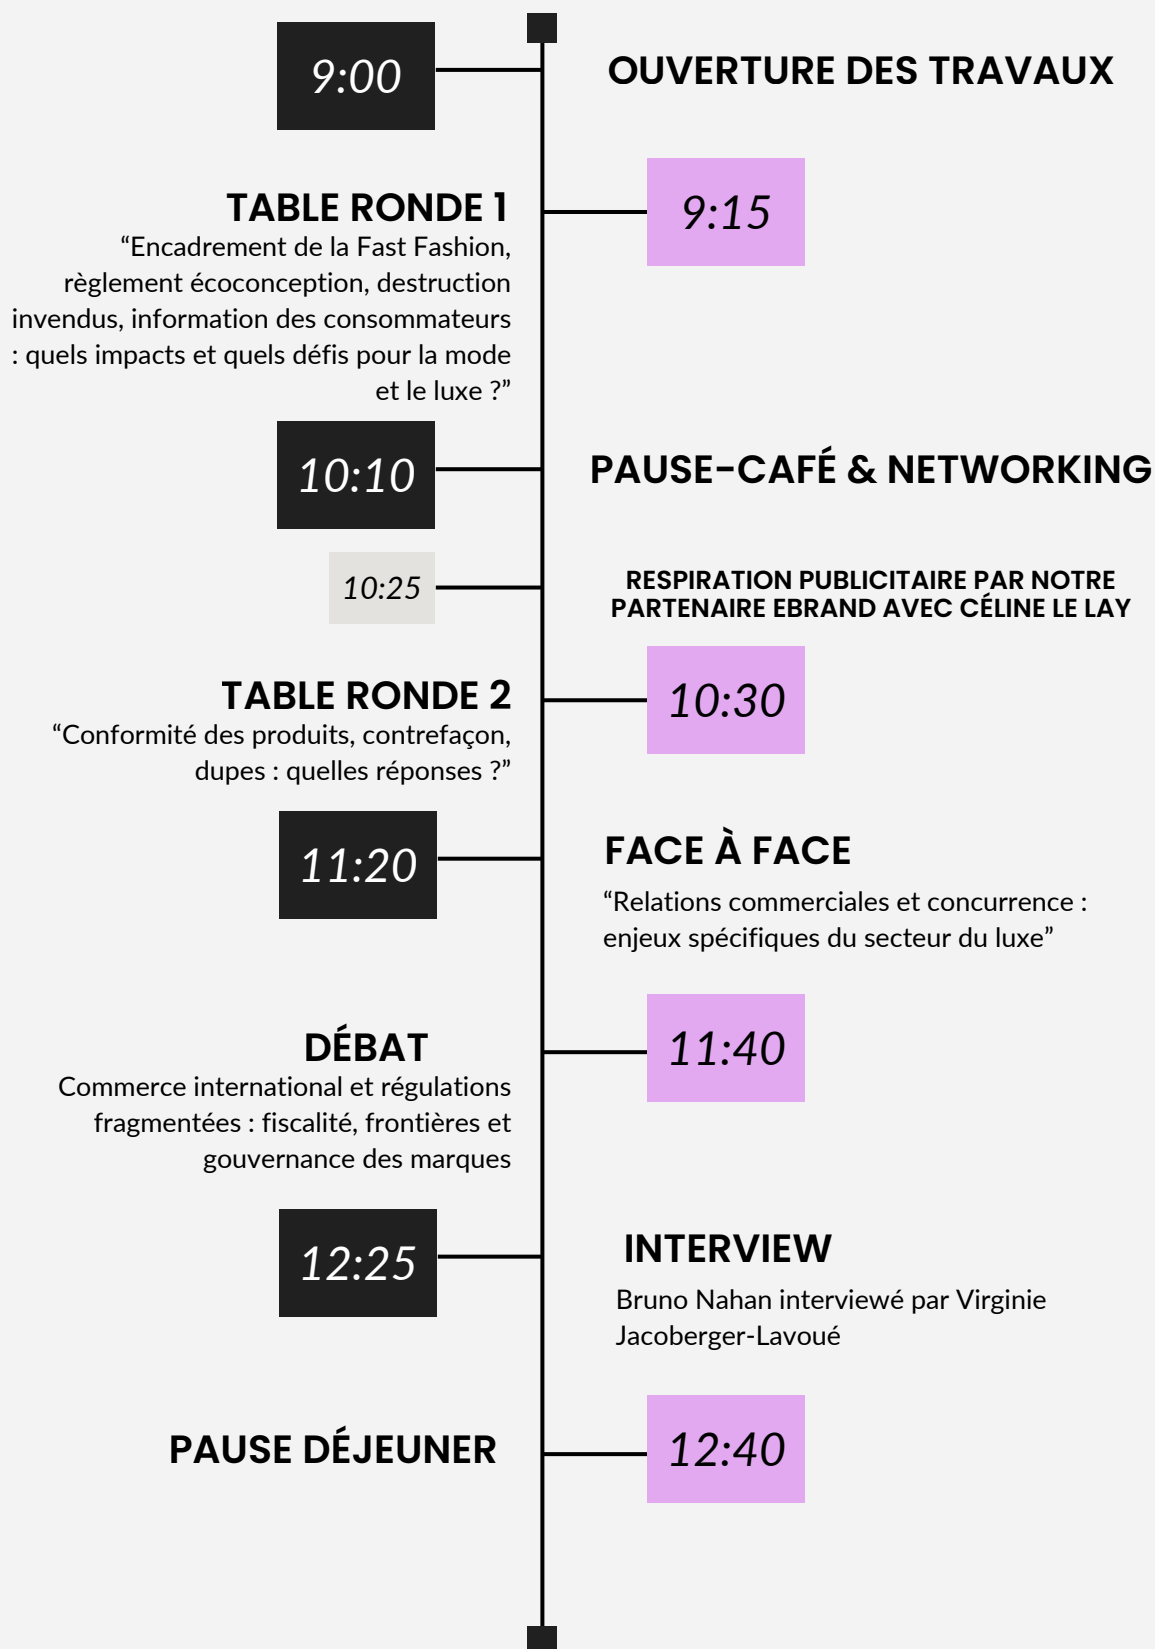 9:00
OUVERTURE DES TRAVAUX
9:15
TABLE RONDE 1
“Encadrement de la Fast Fashion,
règlement écoconception, destruction
invendus, information des consommateurs
: quels impacts et quels défis pour la mode
et le luxe ?”
10:10
PAUSE-CAFÉ & NETWORKING
10:25
RESPIRATION PUBLICITAIRE PAR NOTRE
PARTENAIRE EBRAND AVEC CÉLINE LE LAY
10:30
TABLE RONDE 2
“Conformité des produits, contrefaçon,
dupes : quelles réponses ?”
11:20
FACE À FACE
“Relations commerciales et concurrence :
enjeux spécifiques du secteur du luxe”
11:40
DÉBAT
Commerce international et régulations
fragmentées : fiscalité, frontières et
gouvernance des marques
12:25
INTERVIEW
Bruno Nahan interviewé par Virginie
Jacoberger-Lavoué
12:40
PAUSE DÉJEUNER